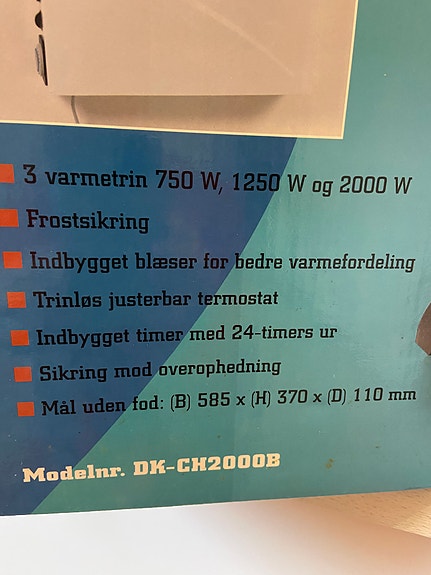 3 varmetrin 750 W, 1250 W og 2000 W
Frostsikring
Indbygget blæser for bedre varmefordeling
Trinløs justerbar termostat
Indbygget timer med 24-timers ur
Sikring mod overophedning
Mål uden fod: (B) 585 x (H) 370 x (D) 110 mm
Modelnr. DK-CH2000B